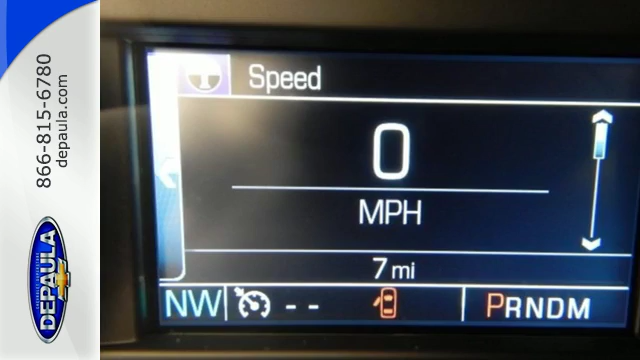 866-815-6780
depaula.com
DEPAULA
Speed
0
MPH
7 mi
NW -- PRNDM